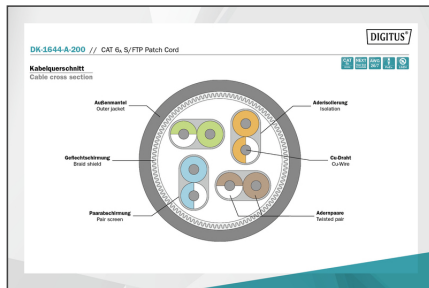 DIGITUS®
DK-1644-A-200 // CAT 6A S/FTP Patch Cord
Kabelquerschnitt
Cable cross section
Außenmantel
Outer jacket
Aderisolierung
Isolation
Geflechtschirmung
Braid shield
Cu-Draht
Cu-Wire
Paarabschirmung
Pair screen
Adernpaare
Twisted pair